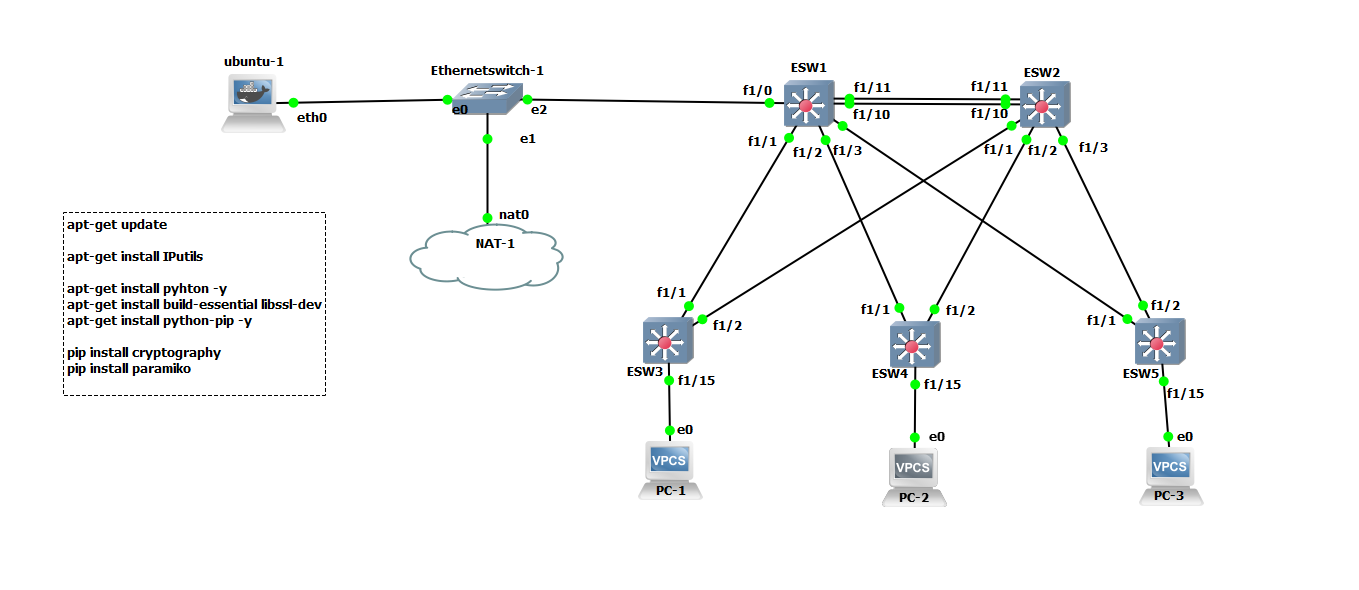 ubuntu-1
eth0
Ethernetswitch-1
e0
e2
e1
nat0
NAT-1
ESW1
f1/0
f1/11
f1/10
f1/1
f1/2
f1/3
ESW2
f1/11
f1/10
f1/1
f1/2
f1/3
apt-get update
apt-get install IPutils
apt-get install pyhton -y
apt-get install build-essential libssl-dev
apt-get install python-pip -y
pip install cryptography
pip install paramiko
f1/1
f1/2
ESW3
f1/15
e0
VPCS
PC-1
f1/1
f1/2
ESW4
f1/15
e0
VPCS
PC-2
f1/1
f1/2
ESW5
f1/15
e0
VPCS
PC-3